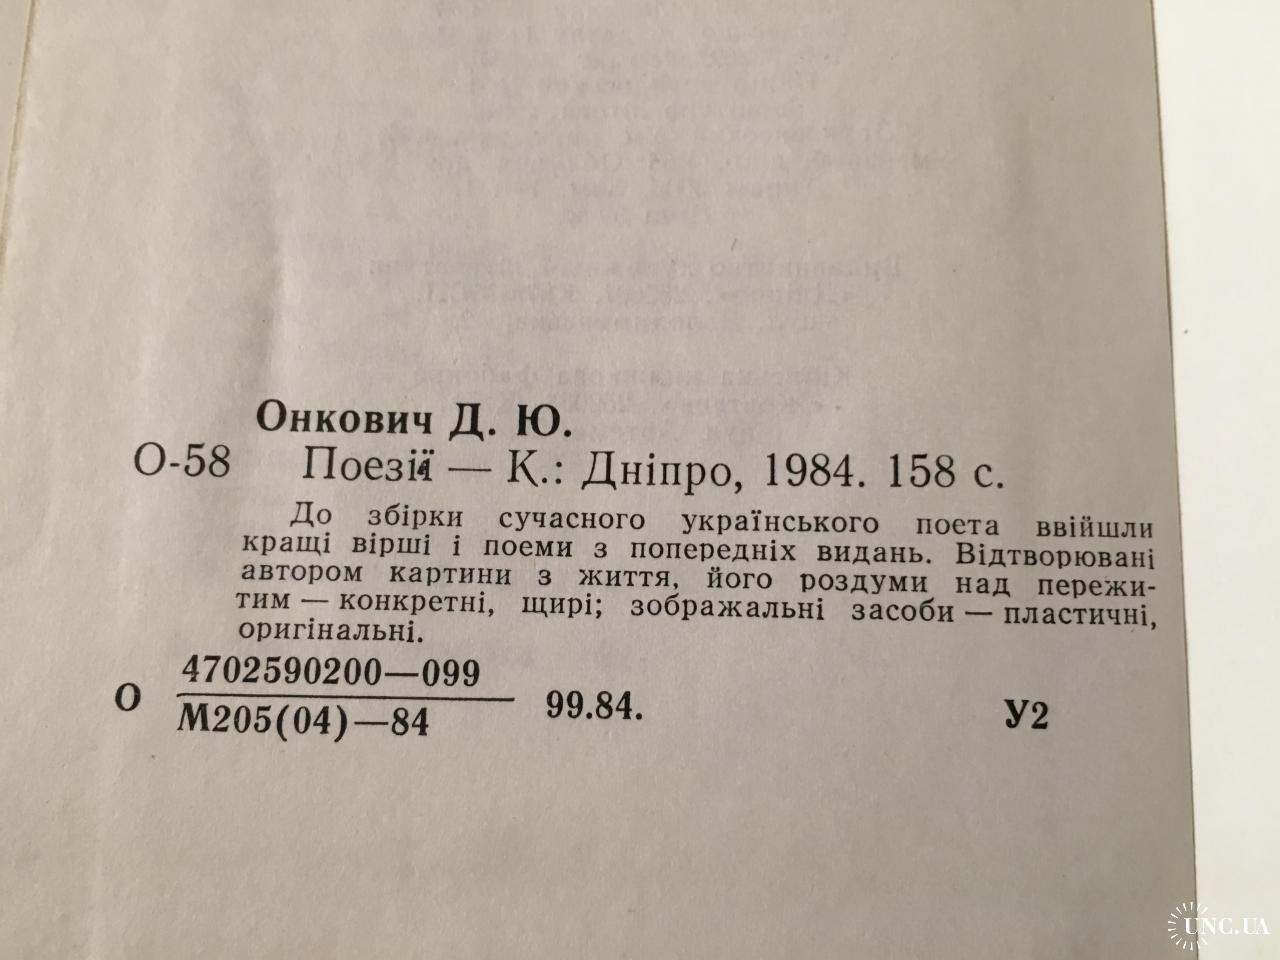 Онкович Д. Ю.
О-58 Поезії — К.: Дніпро, 1984. 158 с.
До збірки сучасного українського поета ввійшли
кращі вірші і поеми з попередніх видань. Відтворювані
автором картини з життя, його роздуми над пережи-
тим — конкретні, щирі; зображальні засоби — пластичні,
оригінальні.
4702590200—099
О 99.84. У2
М205(04)—84
UNC.UA